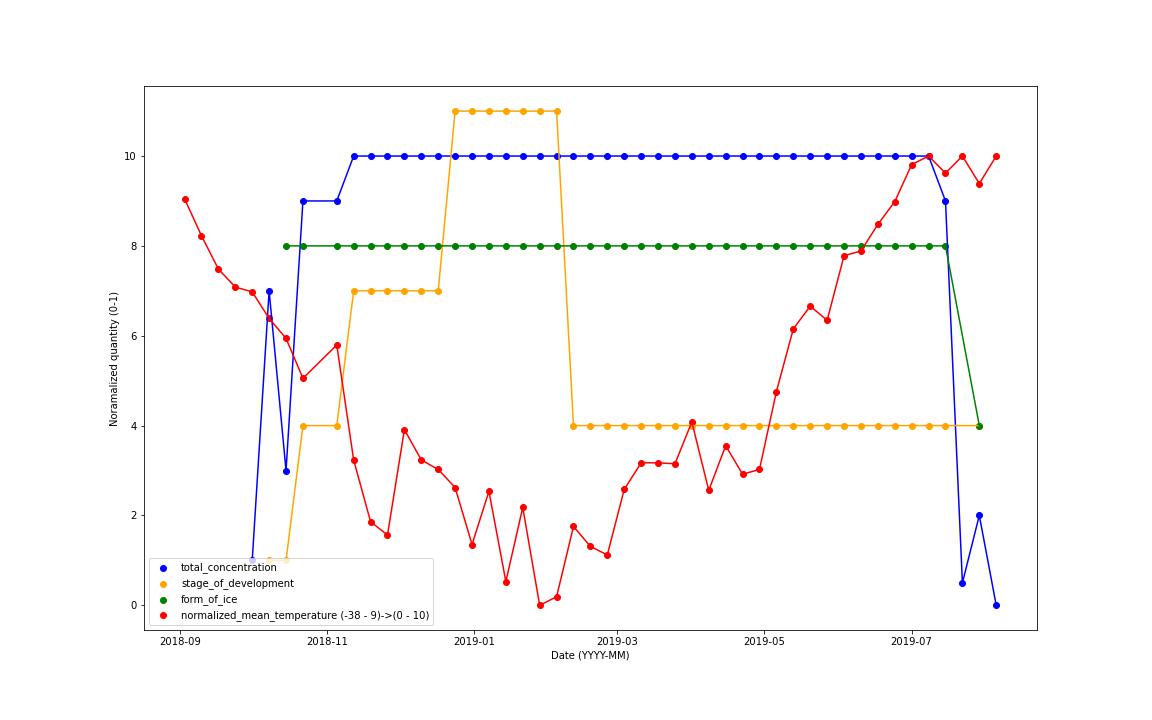 10
8
6
4
2
0
Noramalized quantity (0-1)
total_concentration
stage_of_development
form_of_ice
normalized_mean_temperature (-38 - 9)->(0 - 10)
2018-09 2018-11 2019-01 2019-03 2019-05 2019-07
Date (YYYY-MM)